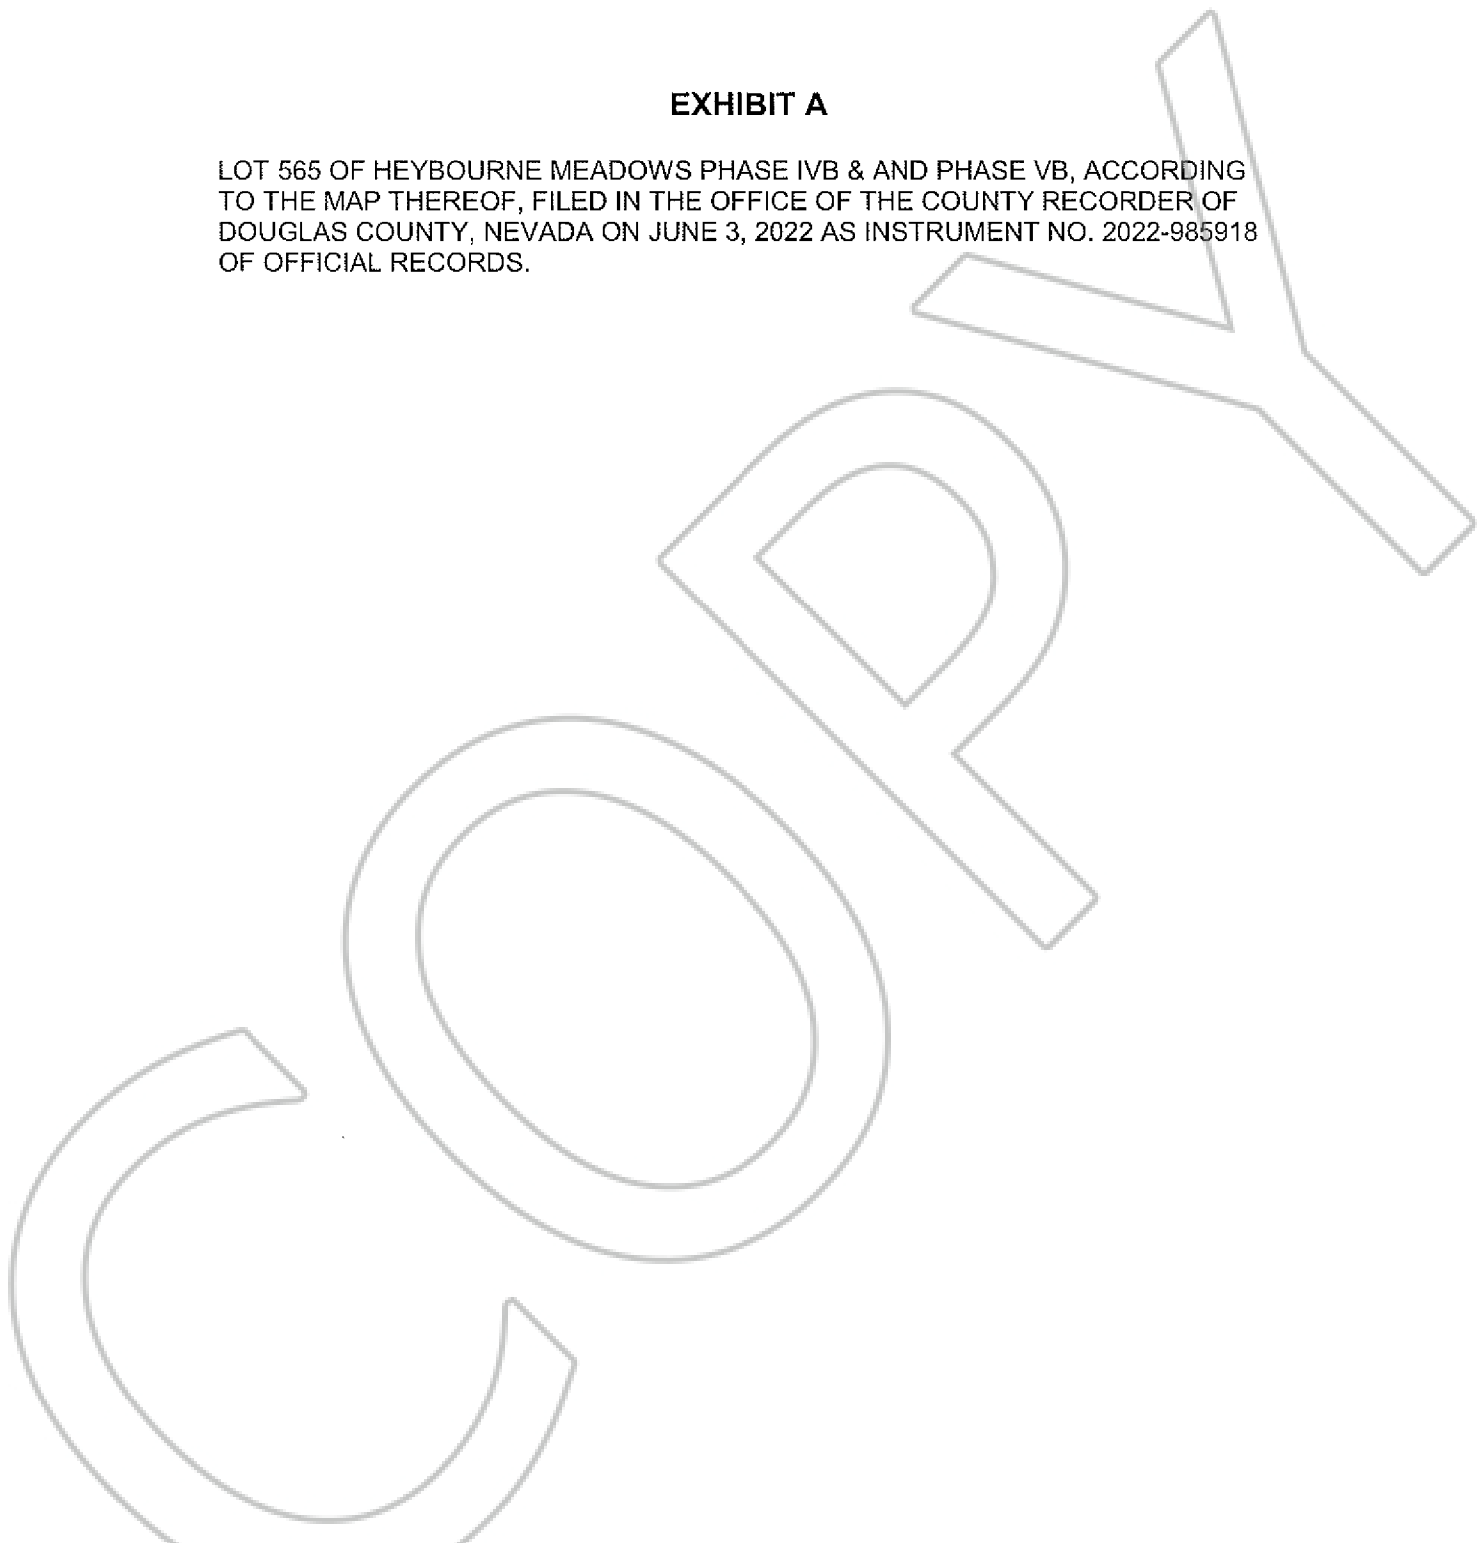 EXHIBIT A
LOT 565 OF HEYBOURNE MEADOWS PHASE IVB & AND PHASE VB, ACCORDING
TO THE MAP THEREOF, FILED IN THE OFFICE OF THE COUNTY RECORDER OF
DOUGLAS COUNTY, NEVADA ON JUNE 3, 2022 AS INSTRUMENT NO. 2022-985918
OF OFFICIAL RECORDS.
COPY